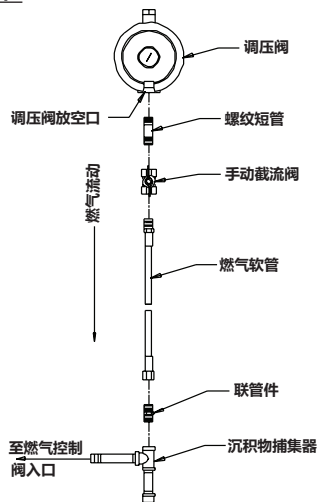 调压阀
调压阀放空口
螺纹短管
手动截流阀
燃气流动
燃气软管
联管件
至燃气控制
阀入口
沉积物捕集器